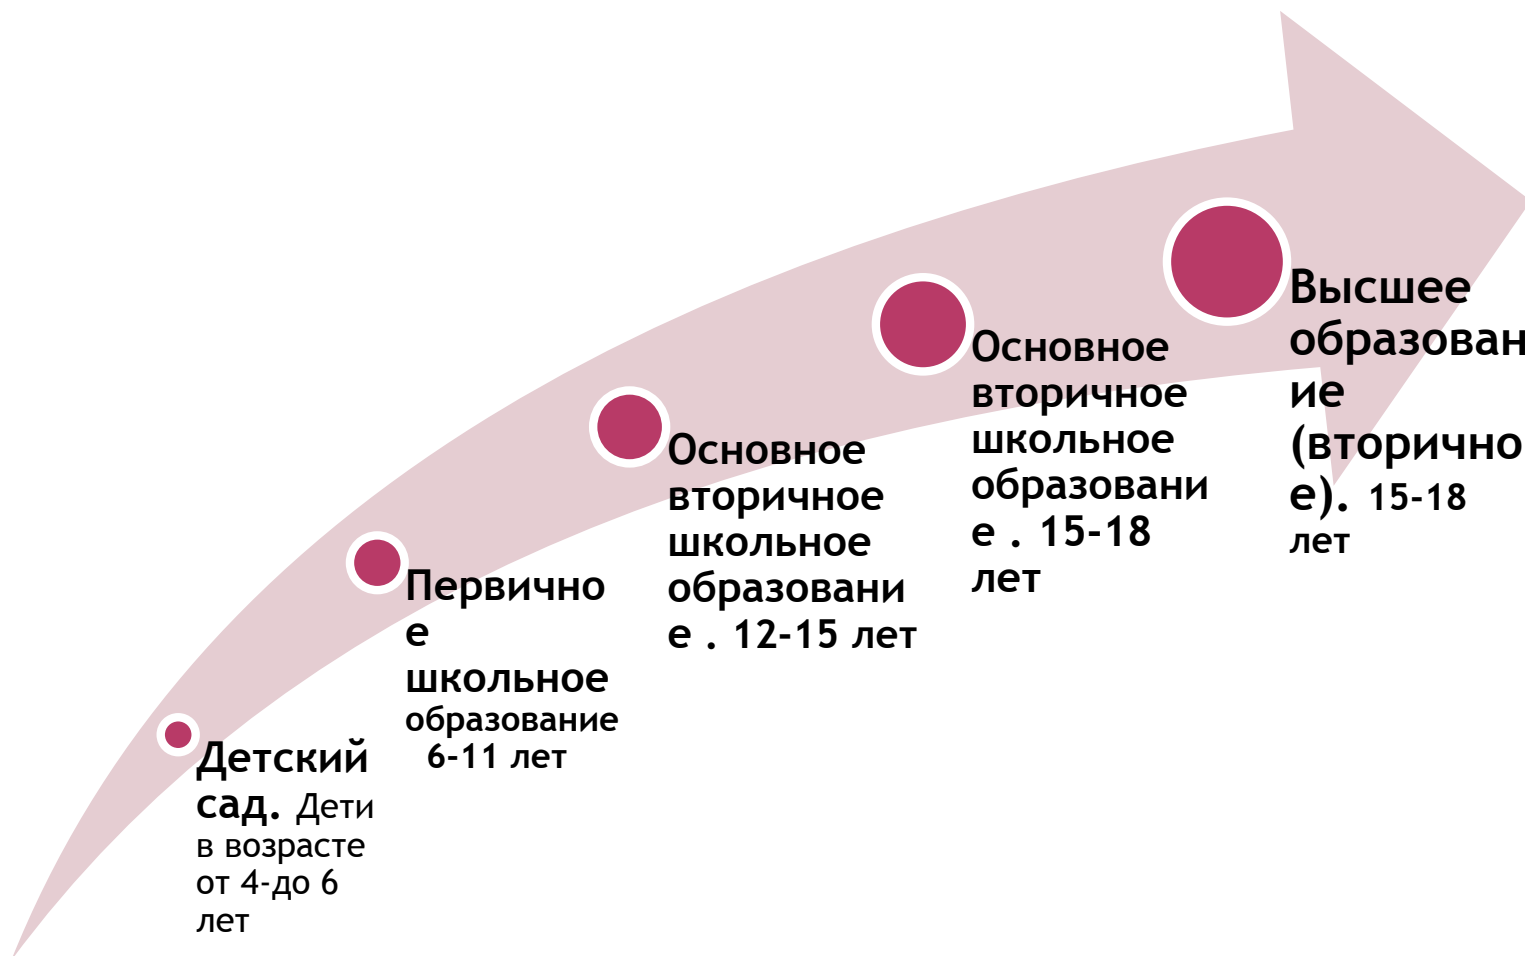 Детский
сад. Дети
в возрасте
от 4-до 6
лет
Первично
е
школьное
образование
6-11 лет
Основное
вторичное
школьное
образовани
е . 12-15 лет
Основное
вторичное
школьное
образовани
е . 15-18
лет
Высшее
образован
ие
(вторично
е). 15-18
лет